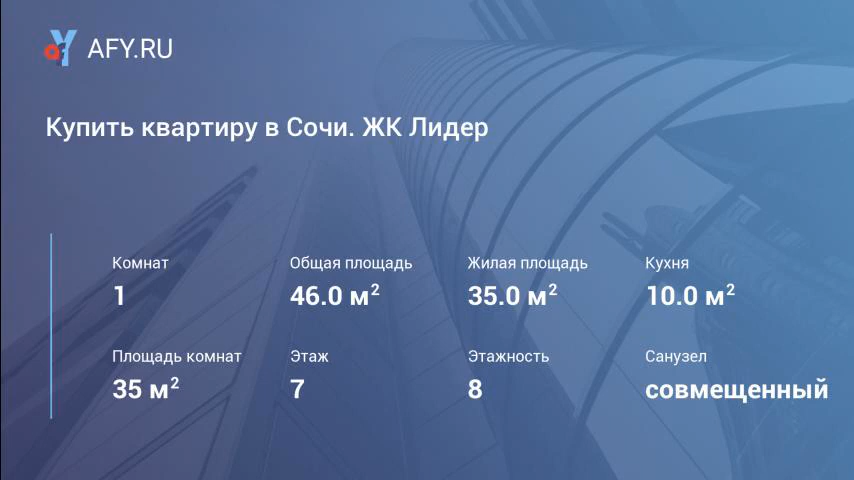 AFY.RU
Купить квартиру в Сочи. ЖК Лидер
Комнат Общая площадь Жилая площадь Кухня
1 46.0 м² 35.0 м² 10.0 м²
Площадь комнат Этаж Этажность Санузел
35 м² 7 8 совмещенный